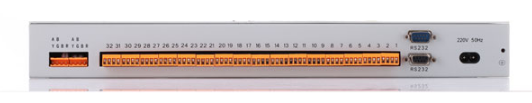 A B A B
Y G B R Y G B R
32 31 30 29 28 27 26 25 24 23 22 21 20 19 18 17 16 15 14 13 12 11 10 9 8 7 6 5 4 3 2 1
RS232
RS232
220V 50Hz